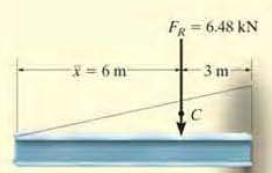 F_R = 6.48 kN
x̄ = 6 m
3 m
C